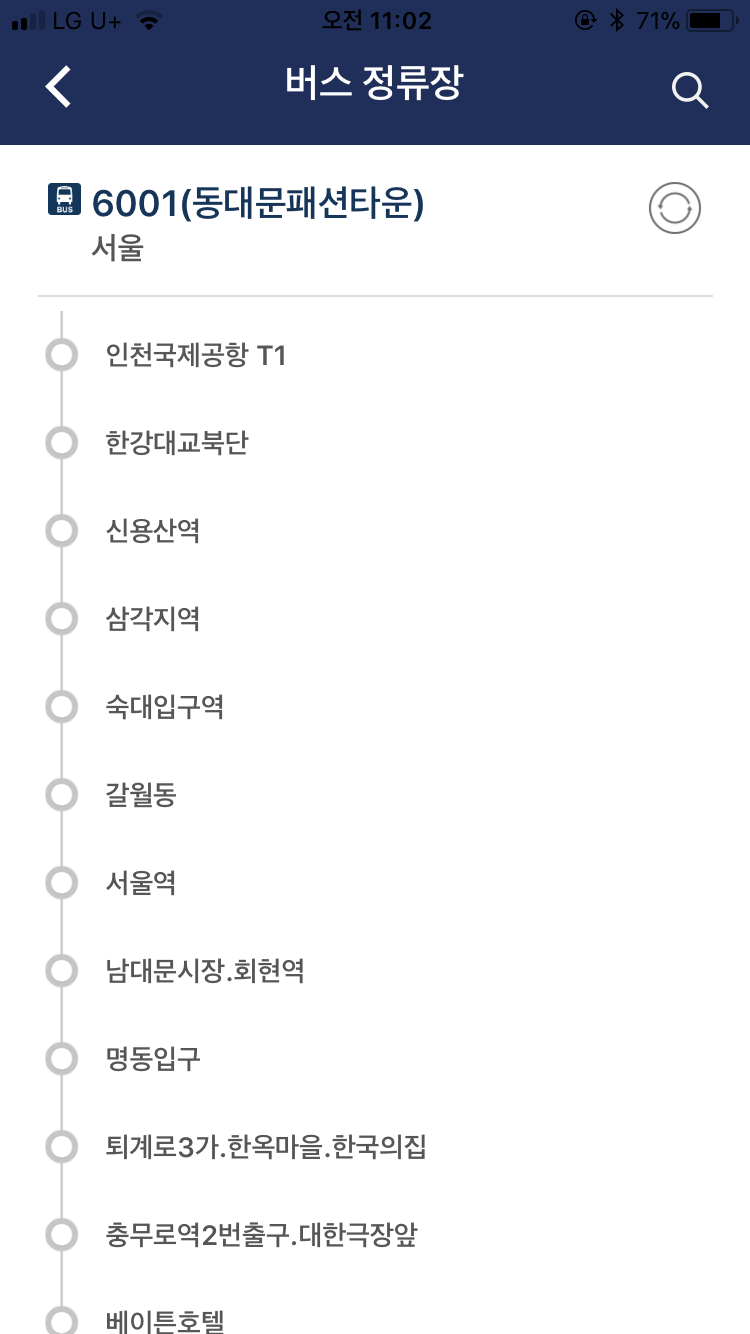 LG U+ 오전 11:02 71%
버스 정류장
BUS 6001(동대문패션타운)
서울
인천국제공항 T1
한강대교북단
신용산역
삼각지역
숙대입구역
갈월동
서울역
남대문시장.회현역
명동입구
퇴계로3가.한옥마을.한국의집
충무로역2번출구.대한극장앞
베이튼호텔